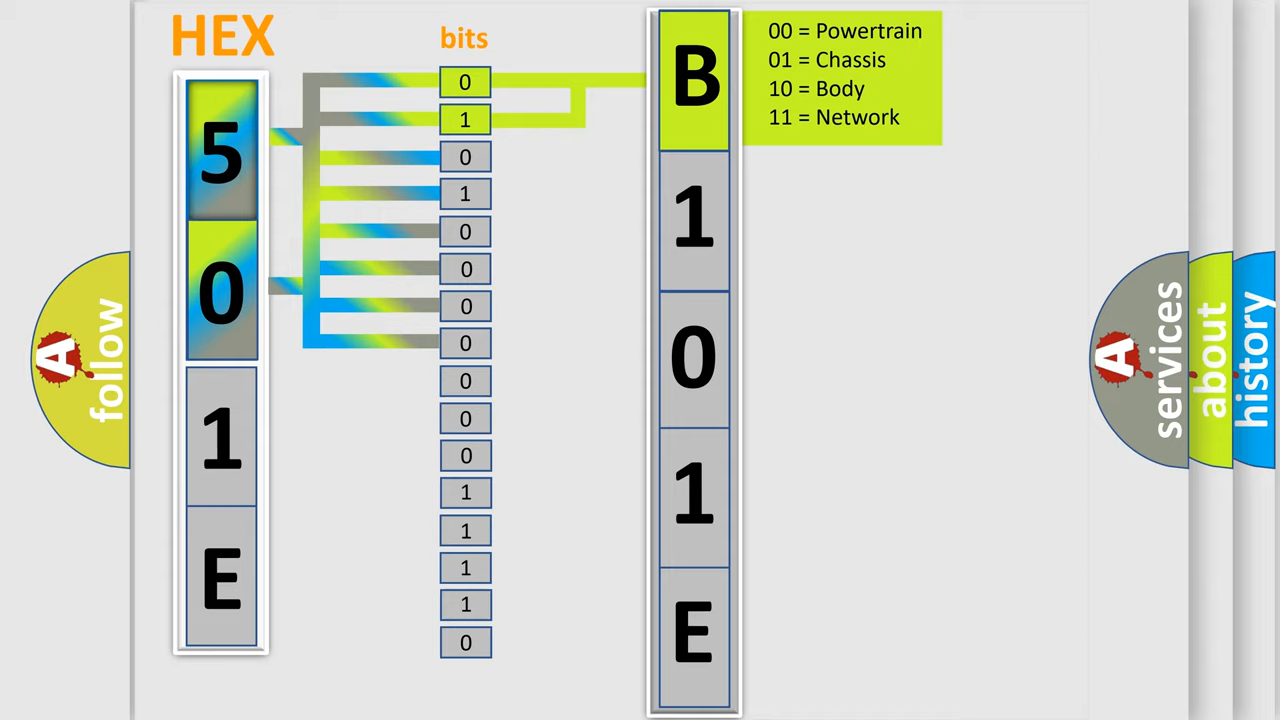 HEX
bits
5
0
1
E
0
1
0
1
0
0
0
0
0
0
0
1
1
1
1
0
B
1
0
1
E
00 = Powertrain
01 = Chassis
10 = Body
11 = Network
A
follow
A
services
about
history